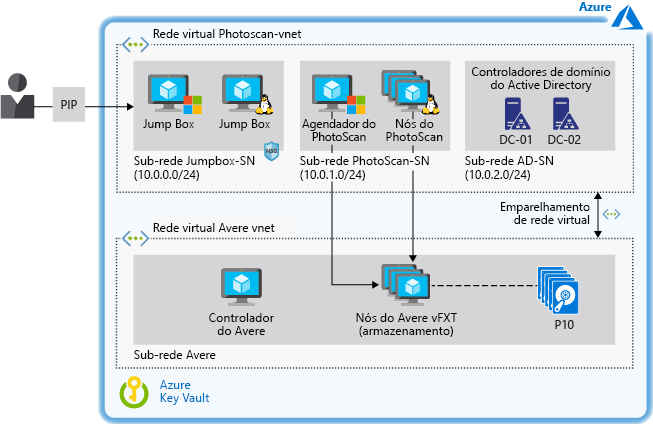 Azure
Rede virtual Photoscan-vnet
PIP
Jump Box
Jump Box
Sub-rede Jumpbox-SN
(10.0.0.0/24)
NSG
Agendador do
PhotoScan
Nós do
PhotoScan
Sub-rede PhotoScan-SN
(10.0.1.0/24)
Controladores de domínio
do Active Directory
DC-01
DC-02
Sub-rede AD-SN
(10.0.2.0/24)
Emparelhamento
de rede virtual
Rede virtual Avere vnet
Controlador
do Avere
Nós do Avere vFXT
(armazenamento)
P10
Sub-rede Avere
Azure
Key Vault